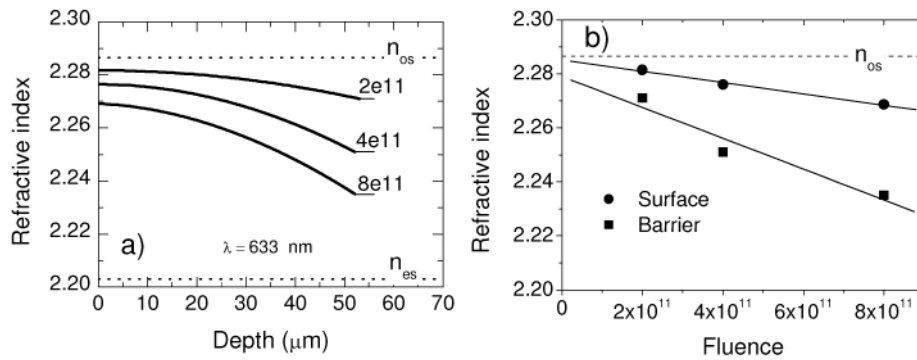 a)
n_os
2e11
4e11
8e11
λ = 633 nm
n_es
Refractive index
2.30
2.28
2.26
2.24
2.22
2.20
0 10 20 30 40 50 60 70
Depth (μm)
b)
n_os
Surface
Barrier
Refractive index
2.30
2.28
2.26
2.24
2.22
2.20
0 2x10^11 4x10^11 6x10^11 8x10^11
Fluence